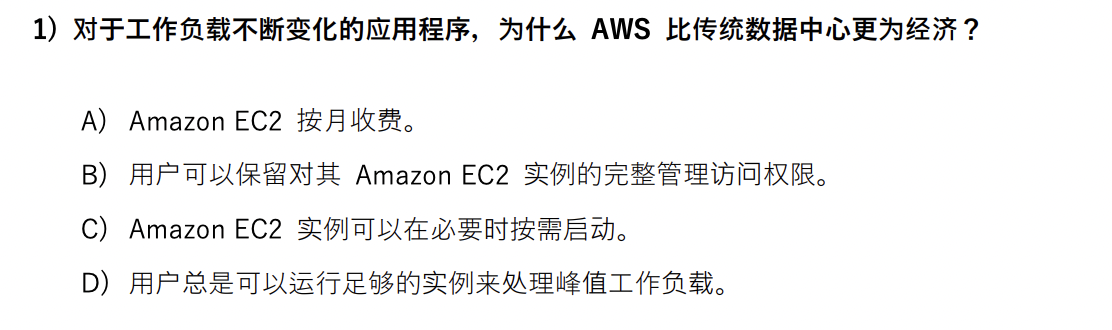 1）对于工作负载不断变化的应用程序，为什么 AWS 比传统数据中心更为经济？
A） Amazon EC2 按月收费。
B） 用户可以保留对其 Amazon EC2 实例的完整管理访问权限。
C） Amazon EC2 实例可以在必要时按需启动。
D） 用户总是可以运行足够的实例来处理峰值工作负载。